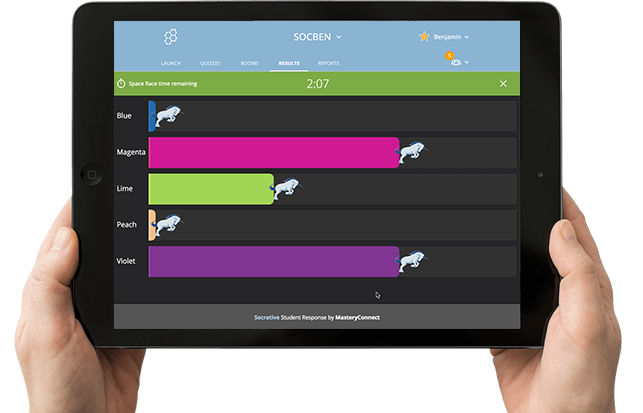 SOCBEN
Benjamin
LAUNCH QUIZZES ROOMS RESULTS REPORTS
5
Space Race time remaining 2:07
Blue
Magenta
Lime
Peach
Violet
Socrative Student Response by MasteryConnect